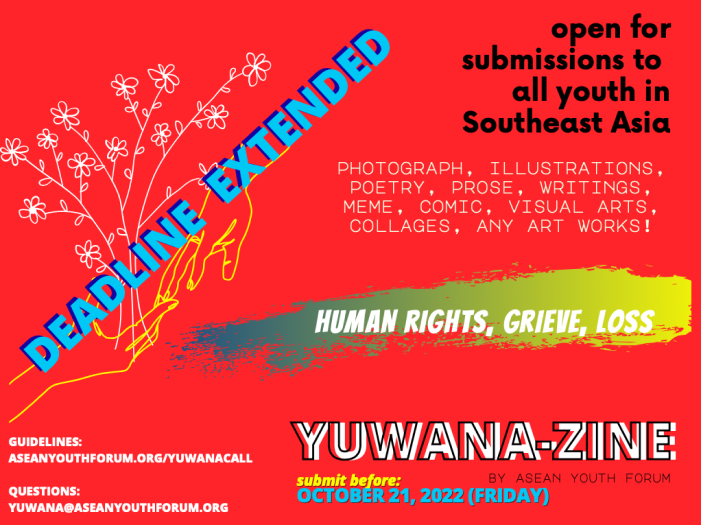 open for
submissions to
all youth in
Southeast Asia
DEADLINE EXTENDED
PHOTOGRAPH, ILLUSTRATIONS,
POETRY, PROSE, WRITINGS,
MEME, COMIC, VISUAL ARTS,
COLLAGES, ANY ART WORKS!
HUMAN RIGHTS, GRIEVE, LOSS
YUWANA-ZINE
BY ASEAN YOUTH FORUM
submit before:
OCTOBER 21, 2022 (FRIDAY)
GUIDELINES:
ASEANYOUTHFORUM.ORG/YUWANACALL
QUESTIONS:
YUWANA@ASEANYOUTHFORUM.ORG